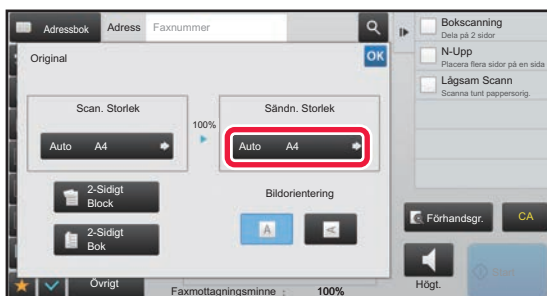 Adressbok
Adress
Faxnummer
Original
OK
Scan. Storlek
Auto A4
100%
Sändn. Storlek
Auto A4
2-Sidigt
Block
2-Sidigt
Bok
Bildorientering
A
A
Övrigt
Faxmottagningsminne : 100%
Bokscanning
Dela på 2 sidor
N-Upp
Placera flera sidor på en sida
Lågsam Scann
Scanna tunt pappersorig.
Förhandsgr.
CA
Högt.
Start